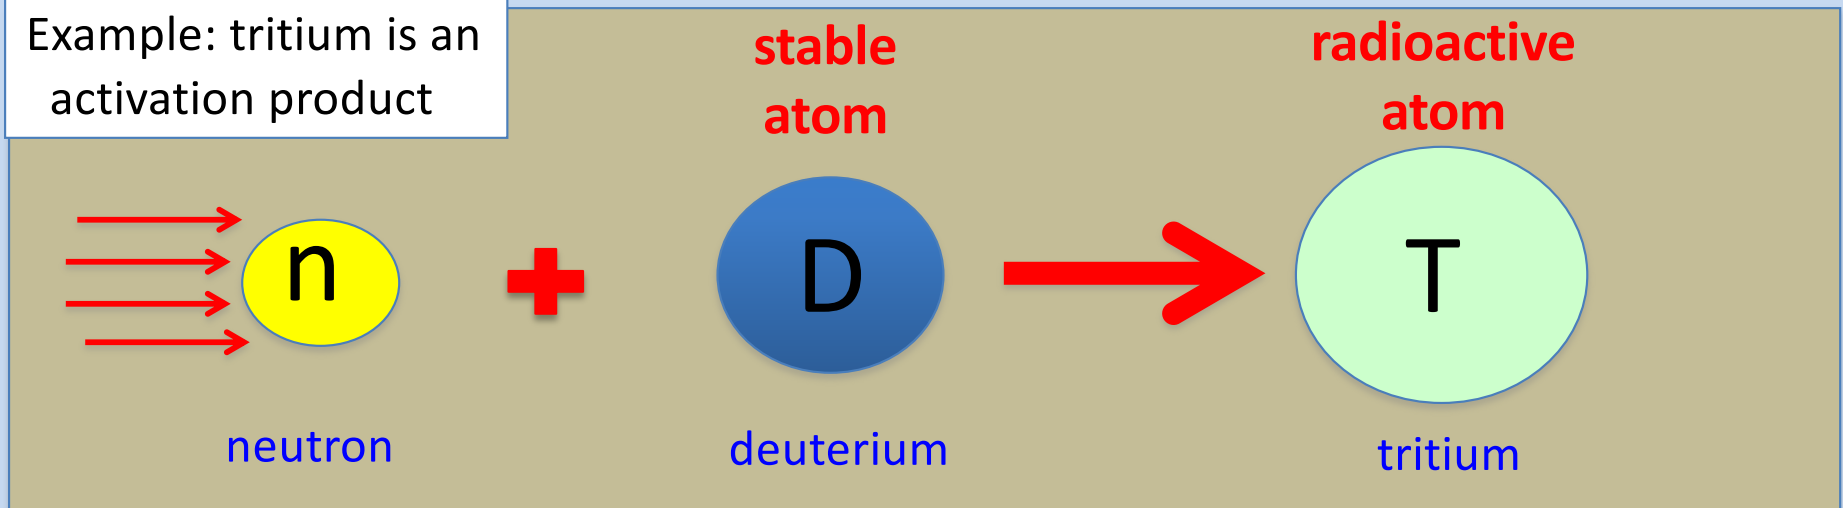 Example: tritium is an
activation product
stable
atom
radioactive
atom
n
D
T
neutron
deuterium
tritium